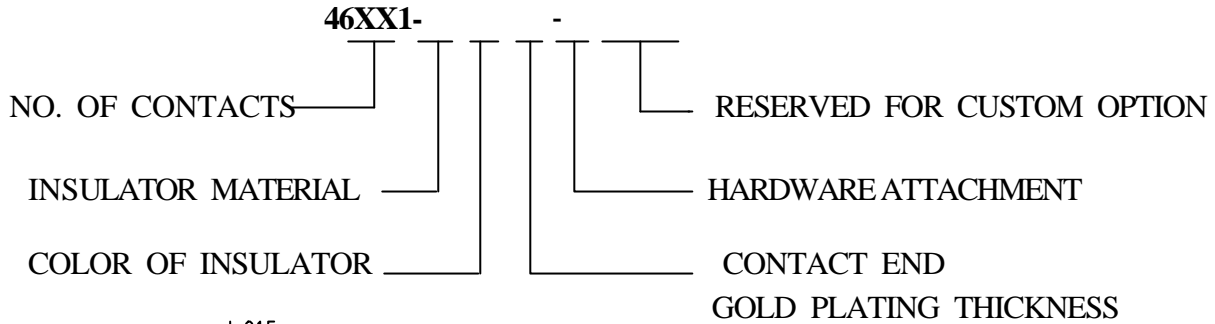 46XX1- -
NO. OF CONTACTS
RESERVED FOR CUSTOM OPTION
INSULATOR MATERIAL
HARDWARE ATTACHMENT
COLOR OF INSULATOR
CONTACT END
GOLD PLATING THICKNESS